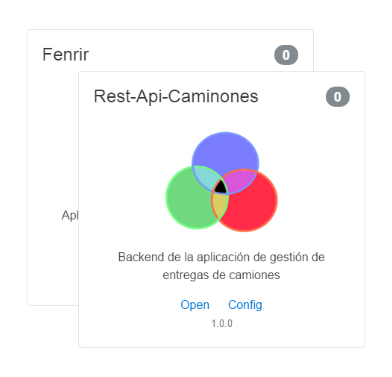 Fenrir
0
Rest-Api-Caminones
0
Apl
Backend de la aplicación de gestión de
entregas de camiones
Open Config
1.0.0